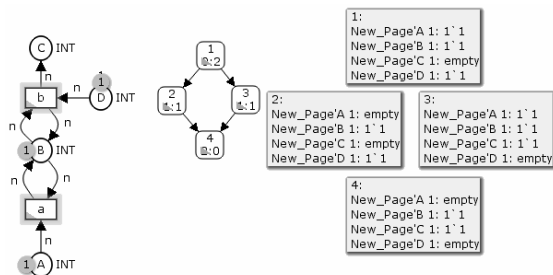 C INT
n
1
1
b
n
D
INT
n
n
1
B
INT
n
n
a
n
1
A
INT
1
:2
2
:1
3
:1
4
:0
1:
New_Page'A 1: 1`1
New_Page'B 1: 1`1
New_Page'C 1: empty
New_Page'D 1: 1`1
2:
New_Page'A 1: empty
New_Page'B 1: 1`1
New_Page'C 1: empty
New_Page'D 1: 1`1
3:
New_Page'A 1: 1`1
New_Page'B 1: 1`1
New_Page'C 1: 1`1
New_Page'D 1: empty
4:
New_Page'A 1: empty
New_Page'B 1: 1`1
New_Page'C 1: 1`1
New_Page'D 1: empty